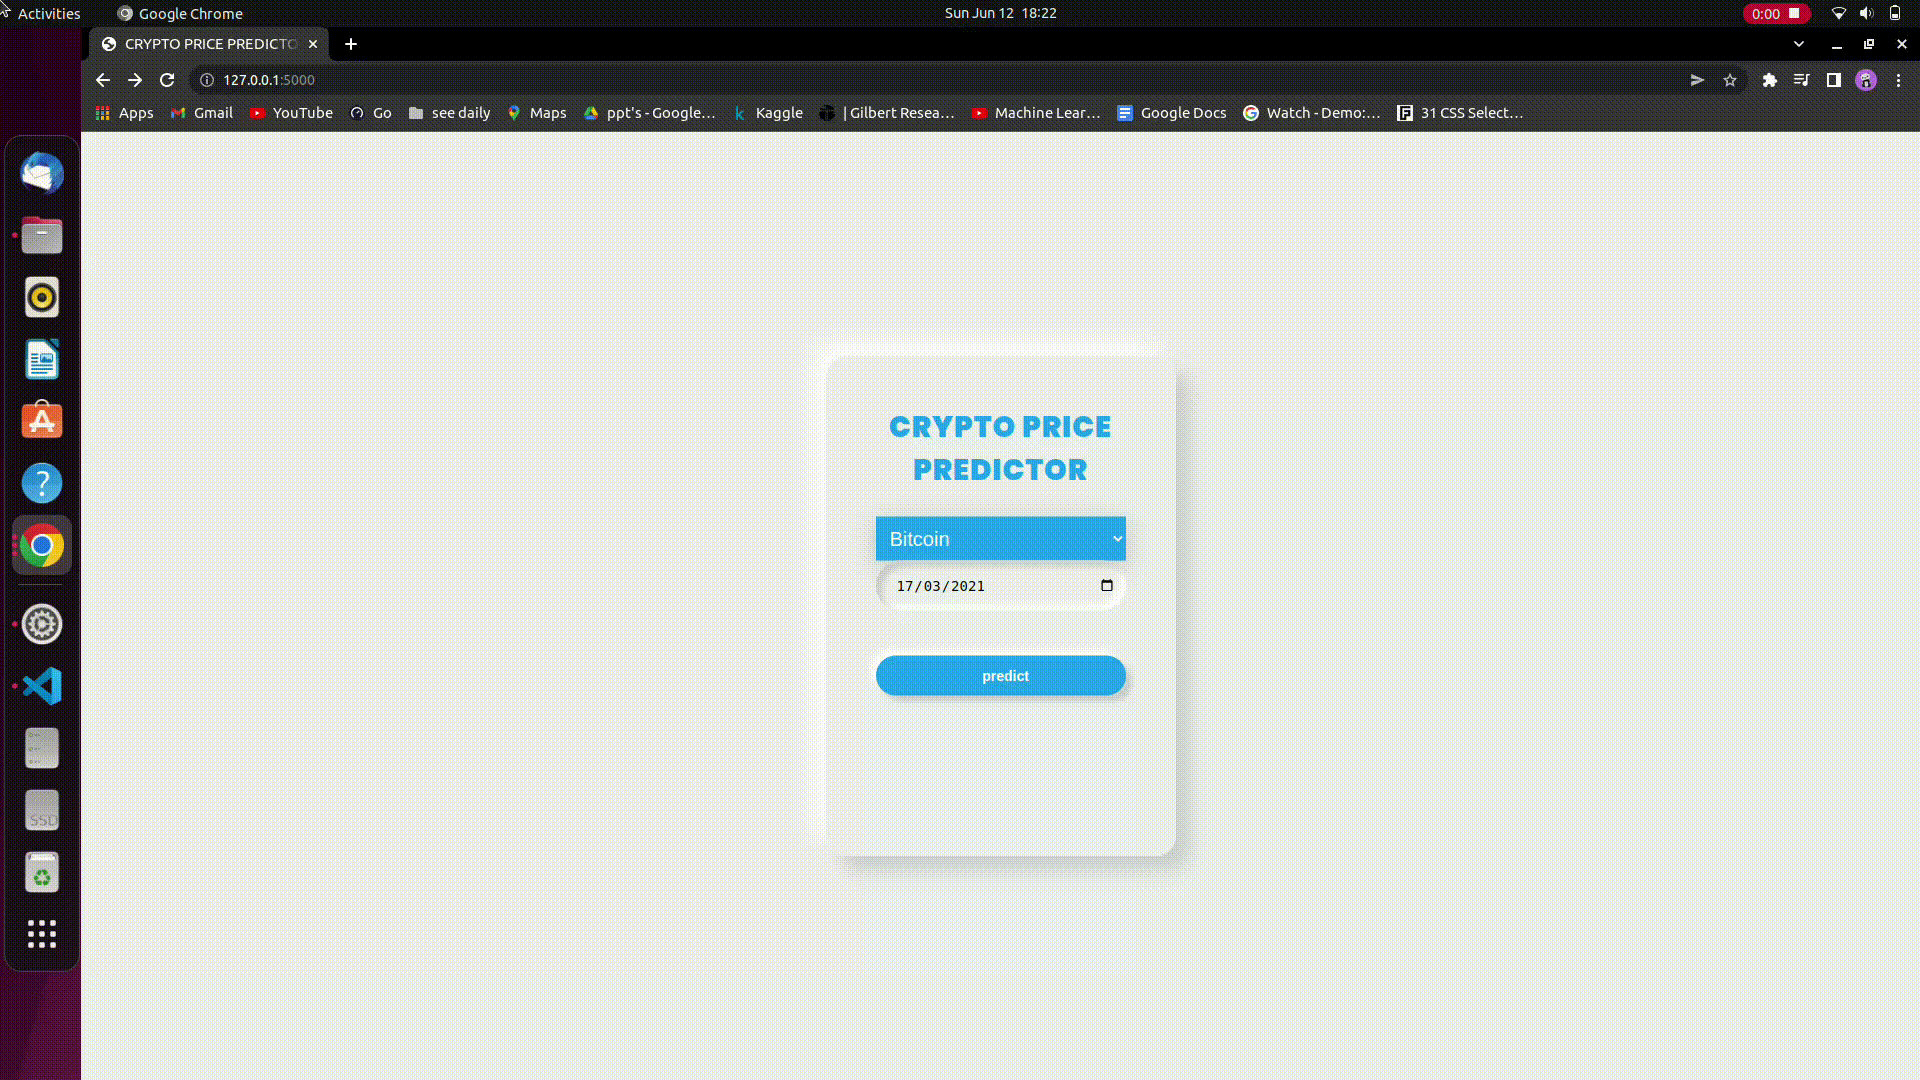 Activities Google Chrome Sun Jun 12 18:22 0:00
CRYPTO PRICE PREDICTO
127.0.0.1:5000
Apps Gmail YouTube Go see daily Maps ppt's - Google... Kaggle | Gilbert Resea... Machine Lear... Google Docs Watch - Demo:... 31 CSS Select...
CRYPTO PRICE
PREDICTOR
Bitcoin
17/03/2021
predict
SSD